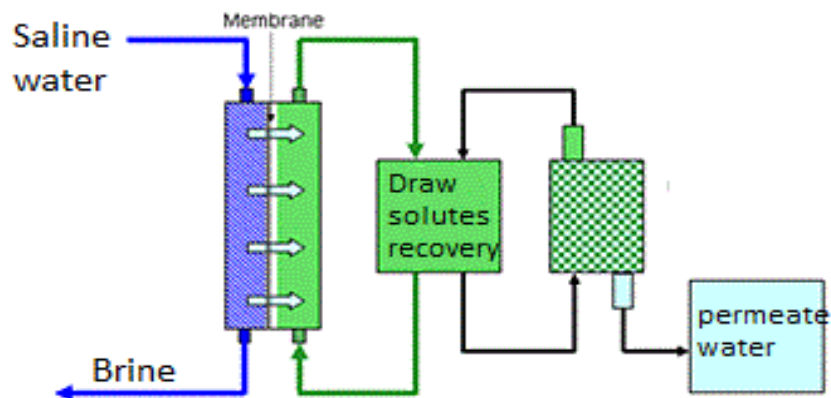 Membrane
Saline
water
Draw
solutes
recovery
permeate
water
Brine